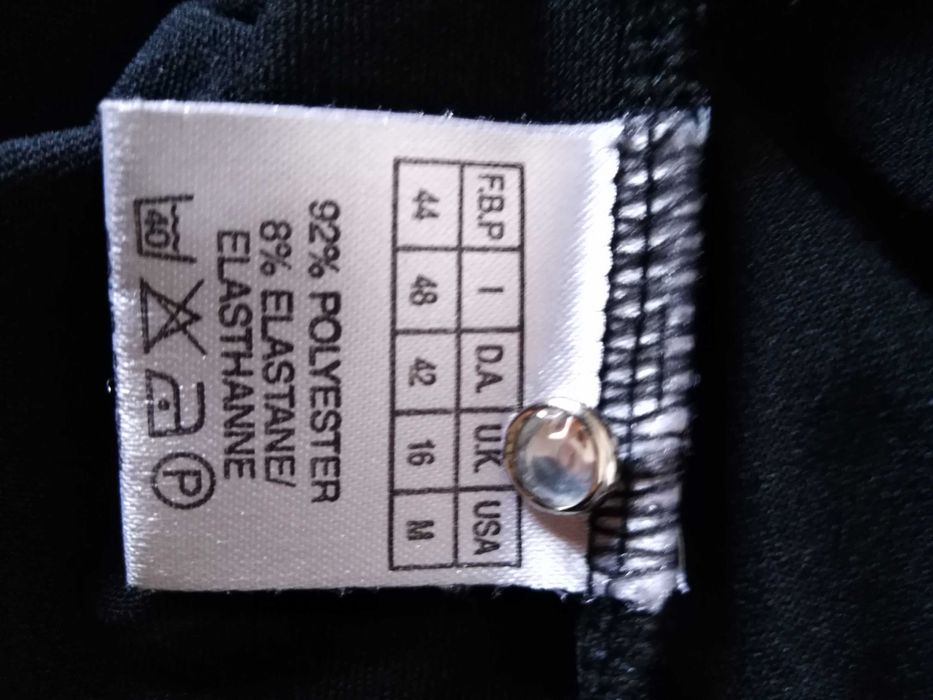 F.B.P I D.A. U.K. USA
44 48 42 16 M
92% POLYESTER
8% ELASTANE/
ELASTHANNE
40 P